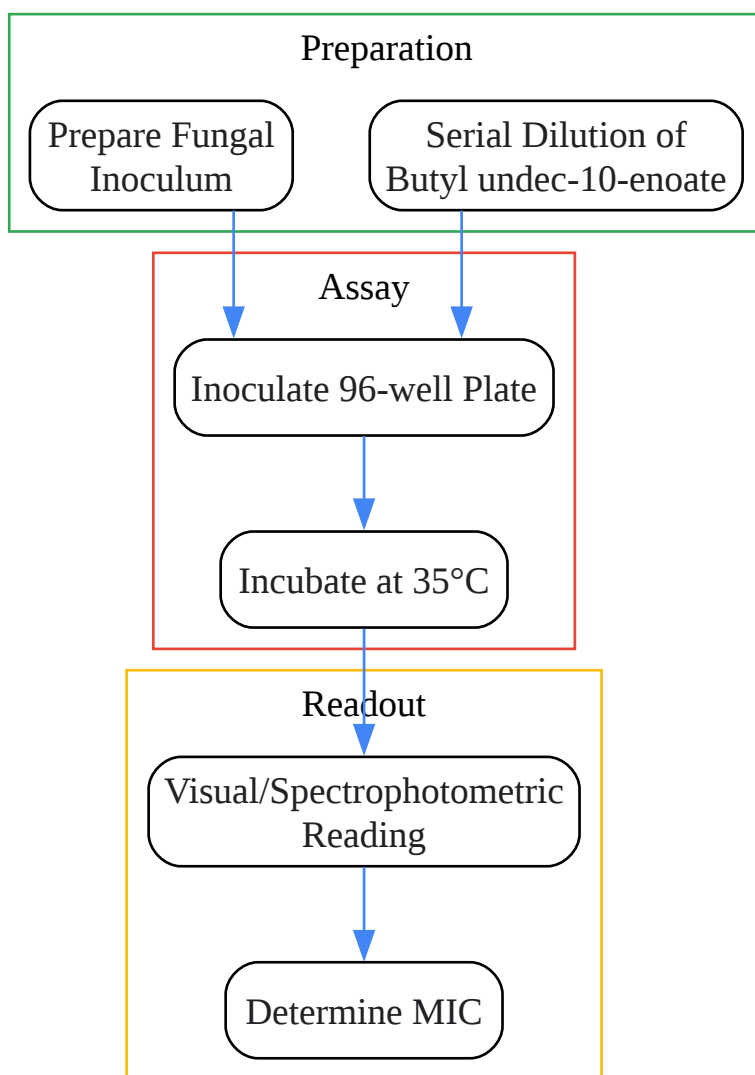 Preparation
Prepare Fungal
Inoculum
Serial Dilution of
Butyl undec-10-enoate
Assay
Inoculate 96-well Plate
Incubate at 35°C
Readout
Visual/Spectrophotometric
Reading
Determine MIC